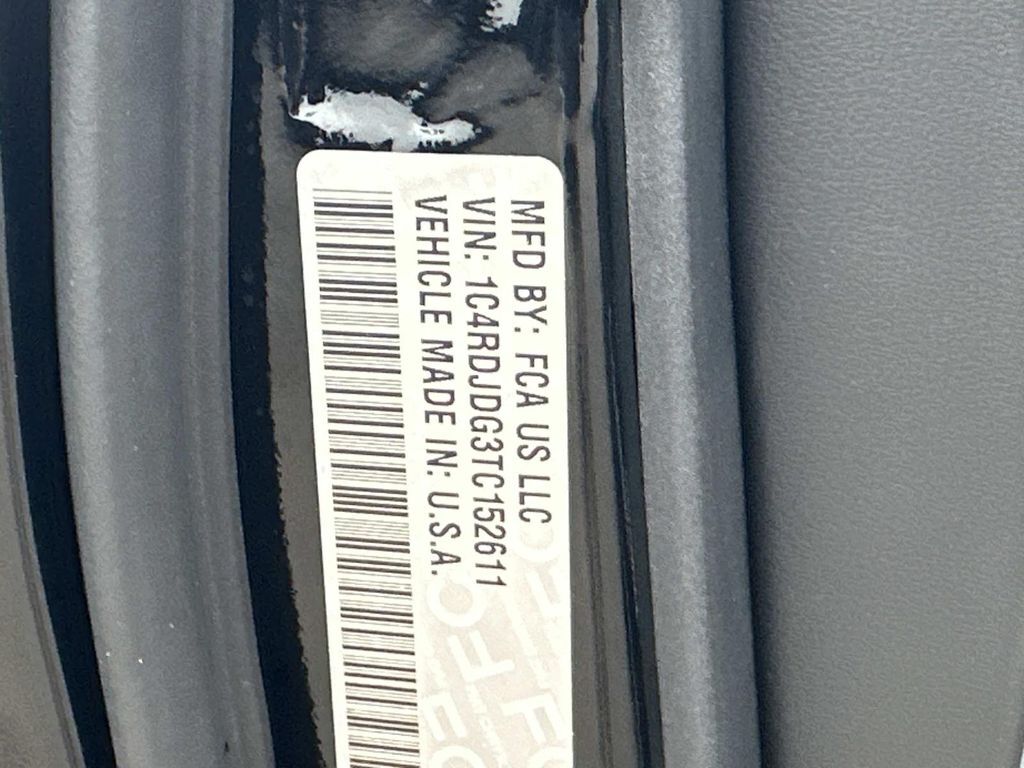 MFD BY: FCA US LLC
VIN: 1C4RDJDG3TC152611
VEHICLE MADE IN: U.S.A.